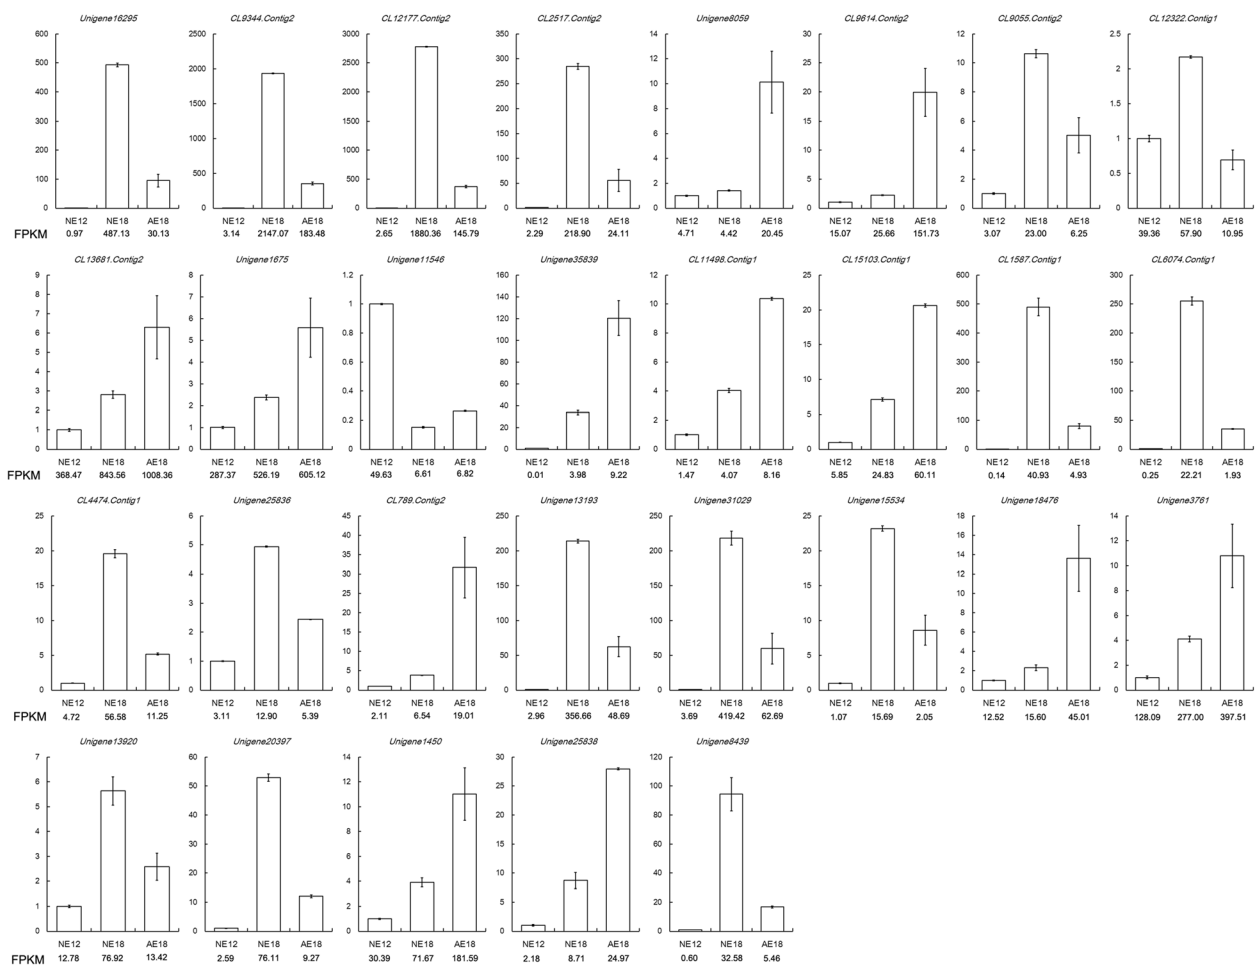 Unigene16295 CL9344.Contig2 CL12177.Contig2 CL2517.Contig2 Unigene8059 CL9614.Contig2 CL9055.Contig2 CL12322.Contig1
600 2500 3000 350 14 30 12 2.5
500 2000 2500 300 12 25 10 2
400 1500 2000 250 10 20 8 1.5
300 1000 1500 200 8 15 6 1
200 500 1000 150 6 10 4 0.5
100 0 500 100 4 5 2 0
0 0 50 2 0 0
0 0
NE12 NE18 AE18 NE12 NE18 AE18 NE12 NE18 AE18 NE12 NE18 AE18 NE12 NE18 AE18 NE12 NE18 AE18 NE12 NE18 AE18 NE12 NE18 AE18
FPKM 0.97 487.13 30.13 3.14 2147.07 183.48 2.65 1880.36 145.79 2.29 218.90 24.11 4.71 4.42 20.45 15.07 25.66 151.73 3.07 23.00 6.25 39.36 57.90 10.95
CL13681.Contig2 Unigene1675 Unigene11546 Unigene35839 CL11498.Contig1 CL15103.Contig1 CL1587.Contig1 CL6074.Contig1
9 8 1.2 160 12 25 600 300
8 7 1 140 10 20 500 250
7 6 0.8 120 8 15 400 200
6 5 0.6 100 6 10 300 150
5 4 0.4 80 4 5 200 100
4 3 0.2 60 2 0 100 50
3 2 0 40 0 0 0
2 1 20
1 0 0
0
NE12 NE18 AE18 NE12 NE18 AE18 NE12 NE18 AE18 NE12 NE18 AE18 NE12 NE18 AE18 NE12 NE18 AE18 NE12 NE18 AE18 NE12 NE18 AE18
FPKM 368.47 843.56 1008.36 287.37 526.19 605.12 49.63 6.61 6.82 0.01 3.98 9.22 1.47 4.07 8.16 5.85 24.83 60.11 0.14 40.93 4.93 0.25 22.21 1.93
CL4474.Contig1 Unigene25836 CL789.Contig2 Unigene13193 Unigene31029 Unigene15534 Unigene18476 Unigene3761
25 6 45 250 250 25 18 14
20 5 40 200 200 20 16 12
15 4 35 150 150 15 14 10
10 3 30 100 100 10 12 8
5 2 25 50 50 5 10 6
0 1 20 0 0 0 8 4
0 15 6 2
10 4 0
5 2
0 0
NE12 NE18 AE18 NE12 NE18 AE18 NE12 NE18 AE18 NE12 NE18 AE18 NE12 NE18 AE18 NE12 NE18 AE18 NE12 NE18 AE18 NE12 NE18 AE18
FPKM 4.72 56.58 11.25 3.11 12.90 5.39 2.11 6.54 19.01 2.96 356.66 48.69 3.69 419.42 62.69 1.07 15.69 2.05 12.52 15.60 45.01 128.09 277.00 397.51
Unigene13920 Unigene20397 Unigene1450 Unigene25838 Unigene8439
7 60 14 30 120
6 50 12 25 100
5 40 10 20 80
4 30 8 15 60
3 20 6 10 40
2 10 4 5 20
1 0 2 0 0
0 0
NE12 NE18 AE18 NE12 NE18 AE18 NE12 NE18 AE18 NE12 NE18 AE18 NE12 NE18 AE18
FPKM 12.78 76.92 13.42 2.59 76.11 9.27 30.39 71.67 181.59 2.18 8.71 24.97 0.60 32.58 5.46